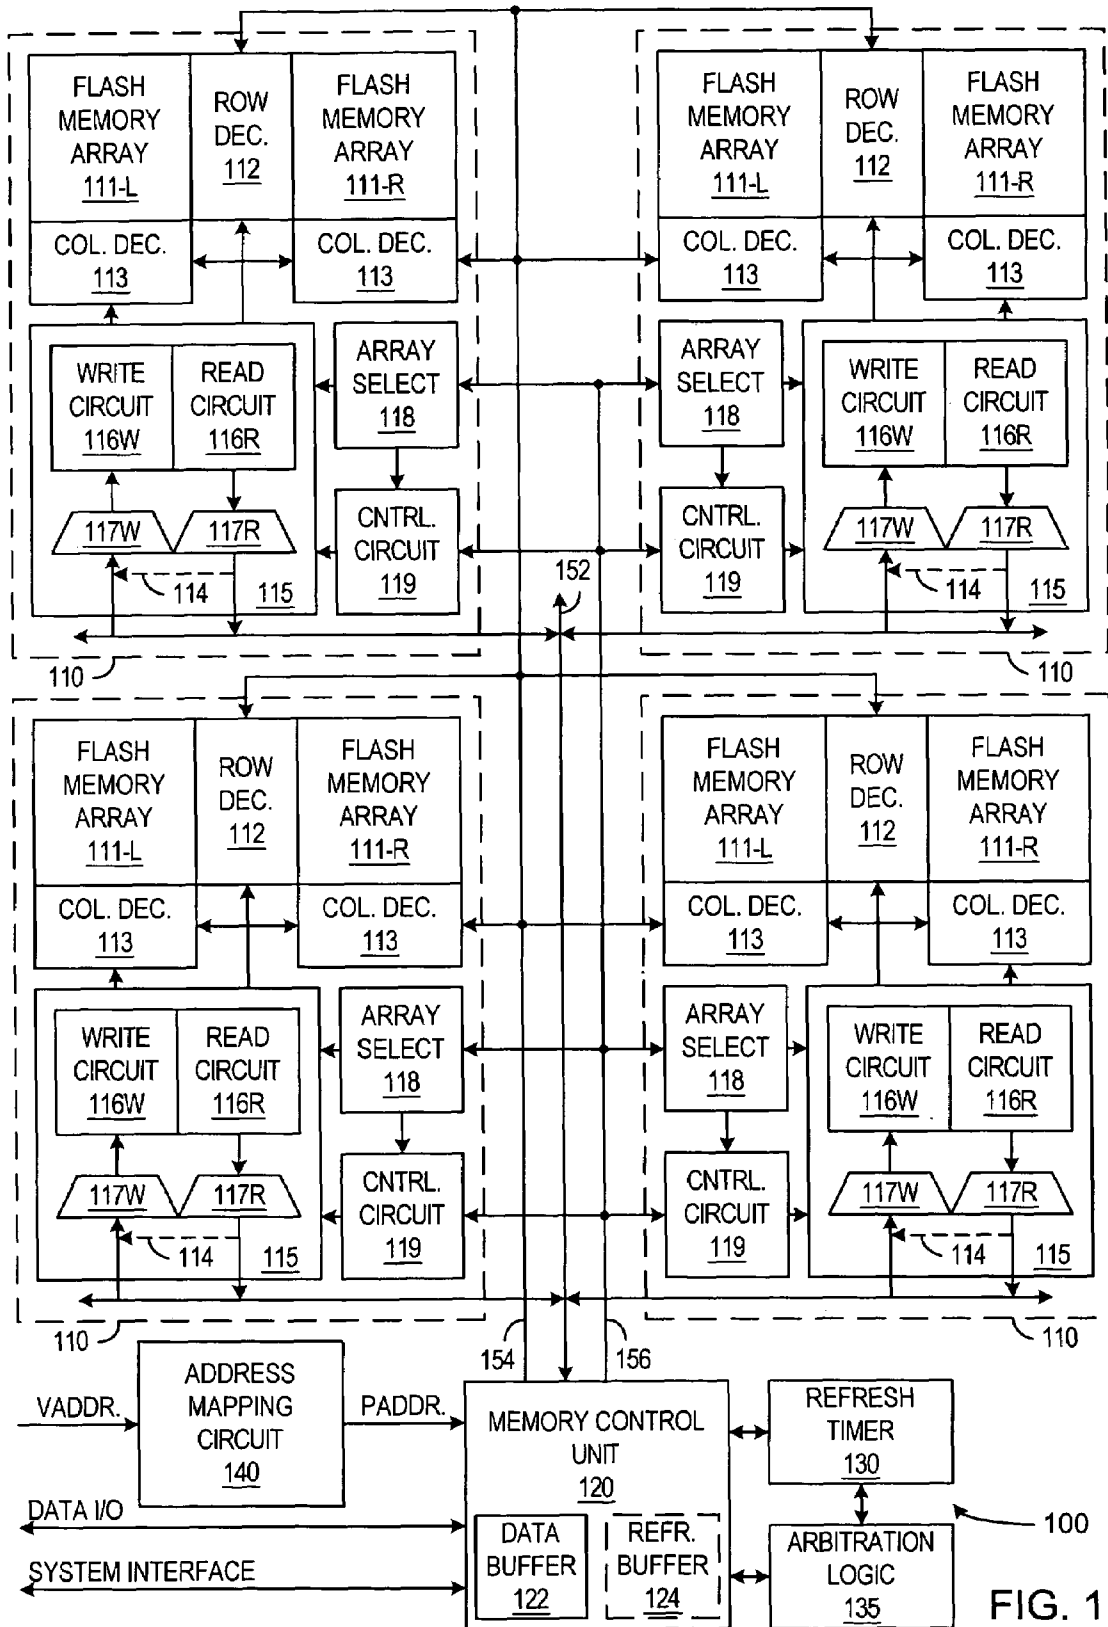 FLASH
MEMORY
ARRAY
111-L
ROW
DEC.
112
FLASH
MEMORY
ARRAY
111-R
COL. DEC.
113
COL. DEC.
113
WRITE
CIRCUIT
116W
READ
CIRCUIT
116R
ARRAY
SELECT
118
117W
117R
CNTRL.
CIRCUIT
119
114
115
110
FLASH
MEMORY
ARRAY
111-L
ROW
DEC.
112
FLASH
MEMORY
ARRAY
111-R
COL. DEC.
113
COL. DEC.
113
ARRAY
SELECT
118
WRITE
CIRCUIT
116W
READ
CIRCUIT
116R
CNTRL.
CIRCUIT
119
117W
117R
114
115
110
152
FLASH
MEMORY
ARRAY
111-L
ROW
DEC.
112
FLASH
MEMORY
ARRAY
111-R
COL. DEC.
113
COL. DEC.
113
WRITE
CIRCUIT
116W
READ
CIRCUIT
116R
ARRAY
SELECT
118
117W
117R
CNTRL.
CIRCUIT
119
114
115
110
FLASH
MEMORY
ARRAY
111-L
ROW
DEC.
112
FLASH
MEMORY
ARRAY
111-R
COL. DEC.
113
COL. DEC.
113
ARRAY
SELECT
118
WRITE
CIRCUIT
116W
READ
CIRCUIT
116R
CNTRL.
CIRCUIT
119
117W
117R
114
115
110
154
156
VADDR.
ADDRESS
MAPPING
CIRCUIT
140
PADDR.
MEMORY CONTROL
UNIT
120
REFRESH
TIMER
130
DATA I/O
SYSTEM INTERFACE
DATA
BUFFER
122
REFR.
BUFFER
124
ARBITRATION
LOGIC
135
100
FIG. 1